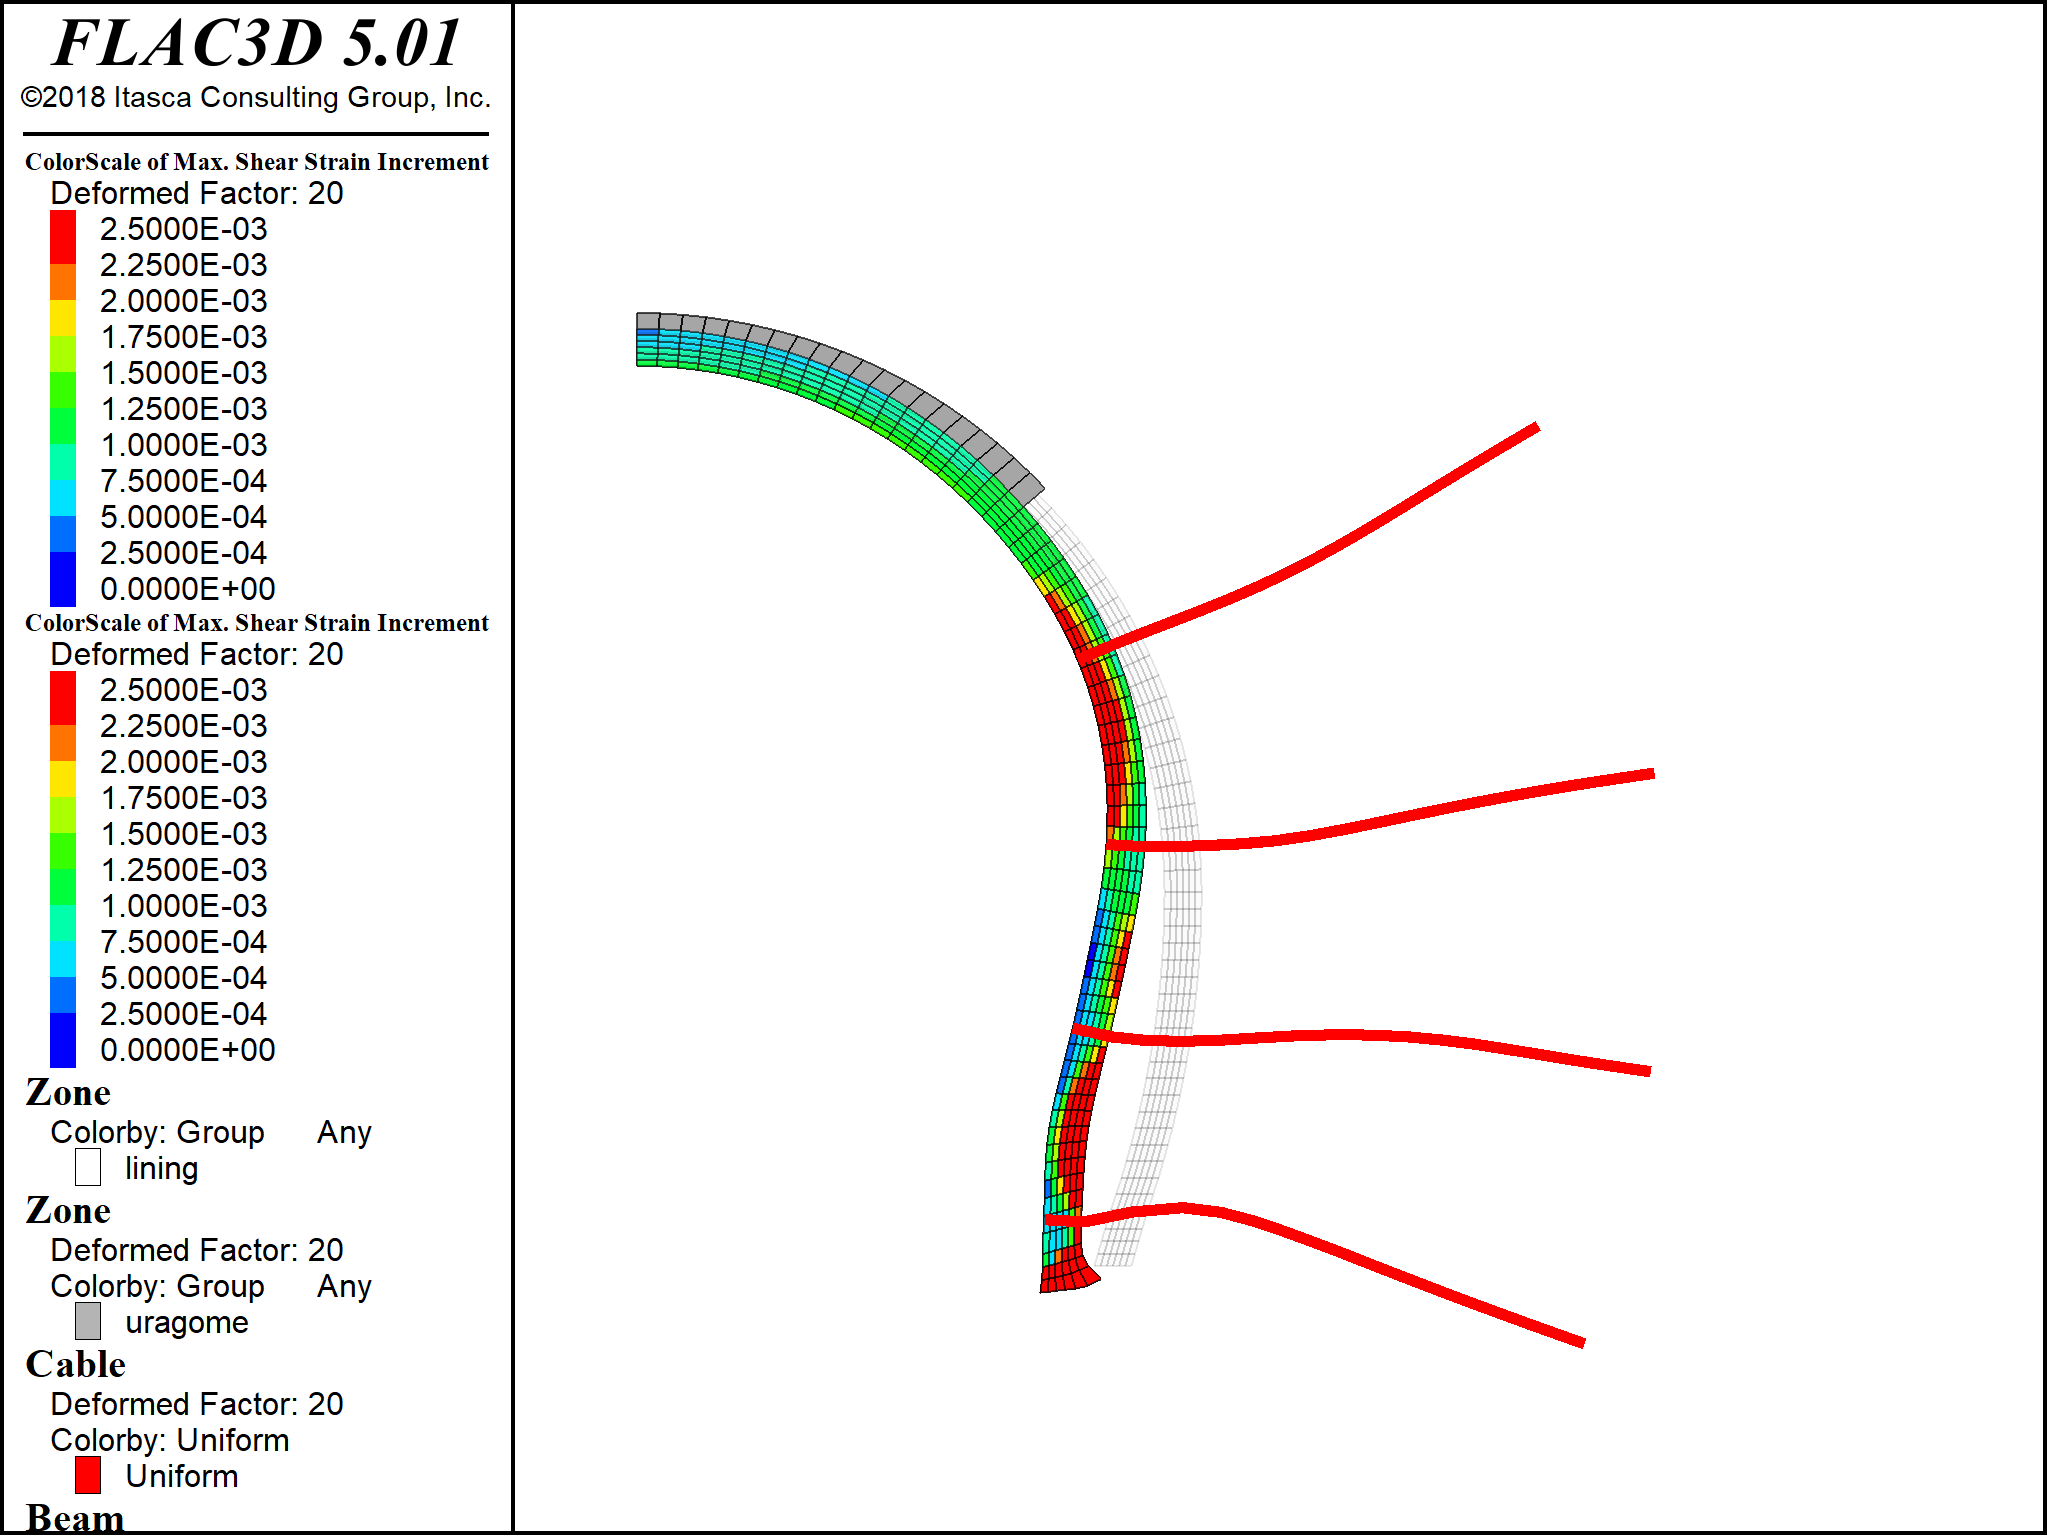 FLAC3D 5.01
©2018 Itasca Consulting Group, Inc.
ColorScale of Max. Shear Strain Increment
Deformed Factor: 20
2.5000E-03
2.2500E-03
2.0000E-03
1.7500E-03
1.5000E-03
1.2500E-03
1.0000E-03
7.5000E-04
5.0000E-04
2.5000E-04
0.0000E+00
ColorScale of Max. Shear Strain Increment
Deformed Factor: 20
2.5000E-03
2.2500E-03
2.0000E-03
1.7500E-03
1.5000E-03
1.2500E-03
1.0000E-03
7.5000E-04
5.0000E-04
2.5000E-04
0.0000E+00
Zone
Colorby: Group Any
lining
Zone
Deformed Factor: 20
Colorby: Group Any
uragome
Cable
Deformed Factor: 20
Colorby: Uniform
Uniform
Beam